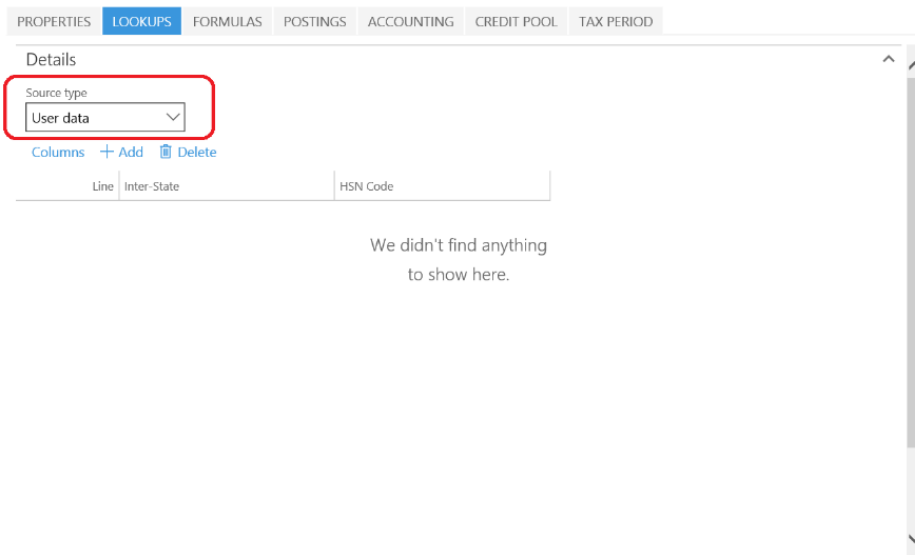 PROPERTIES LOOKUPS FORMULAS POSTINGS ACCOUNTING CREDIT POOL TAX PERIOD
Details
Source type
User data
Columns Add Delete
Line Inter-State HSN Code
We didn't find anything
to show here.